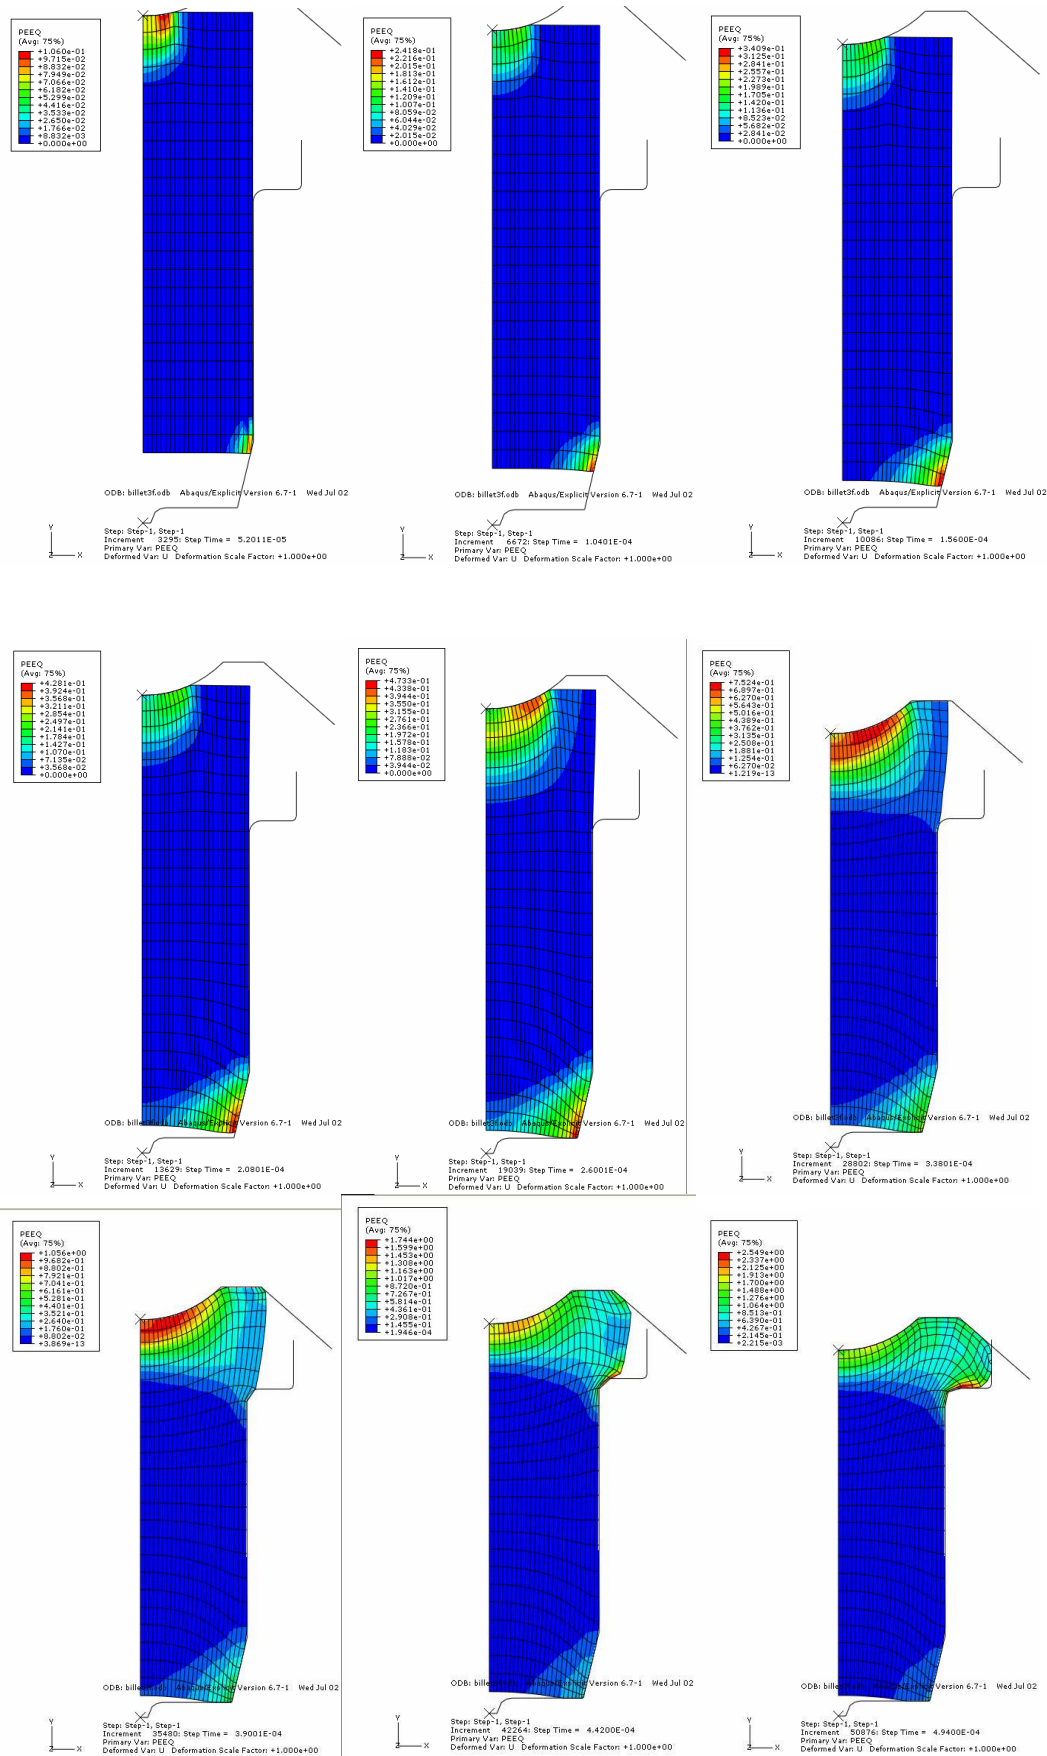 PEEQ
(Avg: 75%)
+1.060e-01
+9.715e-02
+8.832e-02
+7.949e-02
+7.066e-02
+6.182e-02
+5.299e-02
+4.416e-02
+3.533e-02
+2.650e-02
+1.766e-02
+8.832e-03
+0.000e+00
ODB: billet3f.odb Abaqus/Explicit Version 6.7-1 Wed Jul 02
Y
Z X
Step: Step-1, Step-1
Increment 3295: Step Time = 5.2011E-05
Primary Var: PEEQ
Deformed Var: U Deformation Scale Factor: +1.000e+00
PEEQ
(Avg: 75%)
+2.418e-01
+2.216e-01
+2.015e-01
+1.813e-01
+1.612e-01
+1.410e-01
+1.209e-01
+1.007e-01
+8.059e-02
+6.044e-02
+4.029e-02
+2.015e-02
+0.000e+00
ODB: billet3f.odb Abaqus/Explicit Version 6.7-1 Wed Jul 02
Y
Z X
Step: Step-1, Step-1
Increment 6672: Step Time = 1.0401E-04
Primary Var: PEEQ
Deformed Var: U Deformation Scale Factor: +1.000e+00
PEEQ
(Avg: 75%)
+3.409e-01
+3.125e-01
+2.841e-01
+2.557e-01
+2.273e-01
+1.989e-01
+1.705e-01
+1.420e-01
+1.136e-01
+8.523e-02
+5.682e-02
+2.841e-02
+0.000e+00
ODB: billet3f.odb Abaqus/Explicit Version 6.7-1 Wed Jul 02
Y
Z X
Step: Step-1, Step-1
Increment 10086: Step Time = 1.5600E-04
Primary Var: PEEQ
Deformed Var: U Deformation Scale Factor: +1.000e+00
PEEQ
(Avg: 75%)
+4.281e-01
+3.924e-01
+3.568e-01
+3.211e-01
+2.854e-01
+2.497e-01
+2.141e-01
+1.784e-01
+1.427e-01
+1.070e-01
+7.135e-02
+3.568e-02
+0.000e+00
ODB: Version 6.7-1 Wed Jul 02
Y
Z X
Step: Step-1, Step-1
Increment 13629: Step Time = 2.0801E-04
Primary Var: PEEQ
Deformed Var: U Deformation Scale Factor: +1.000e+00
PEEQ
(Avg: 75%)
+4.733e-01
+4.338e-01
+3.944e-01
+3.550e-01
+3.155e-01
+2.761e-01
+2.366e-01
+1.972e-01
+1.578e-01
+1.183e-01
+7.888e-02
+3.944e-02
+0.000e+00
ODB: Version 6.7-1 Wed Jul 02
Y
Z X
Step: Step-1, Step-1
Increment 19039: Step Time = 2.6001E-04
Primary Var: PEEQ
Deformed Var: U Deformation Scale Factor: +1.000e+00
PEEQ
(Avg: 75%)
+7.524e-01
+6.897e-01
+6.270e-01
+5.643e-01
+5.016e-01
+4.389e-01
+3.762e-01
+3.135e-01
+2.508e-01
+1.881e-01
+1.254e-01
+6.270e-02
+1.219e-13
ODB: Version 6.7-1 Wed Jul 02
Y
Z X
Step: Step-1, Step-1
Increment 28802: Step Time = 3.3801E-04
Primary Var: PEEQ
Deformed Var: U Deformation Scale Factor: +1.000e+00
PEEQ
(Avg: 75%)
+1.056e+00
+9.682e-01
+8.802e-01
+7.921e-01
+7.041e-01
+6.161e-01
+5.281e-01
+4.401e-01
+3.521e-01
+2.640e-01
+1.760e-01
+8.802e-02
+3.869e-13
ODB: Version 6.7-1 Wed Jul 02
Y
Z X
Step: Step-1, Step-1
Increment 35480: Step Time = 3.9001E-04
Primary Var: PEEQ
Deformed Var: U Deformation Scale Factor: +1.000e+00
PEEQ
(Avg: 75%)
+1.744e+00
+1.599e+00
+1.453e+00
+1.308e+00
+1.163e+00
+1.017e+00
+8.720e-01
+7.267e-01
+5.814e-01
+4.361e-01
+2.908e-01
+1.455e-01
+1.946e-04
ODB: Version 6.7-1 Wed Jul 02
Y
Z X
Step: Step-1, Step-1
Increment 42264: Step Time = 4.4200E-04
Primary Var: PEEQ
Deformed Var: U Deformation Scale Factor: +1.000e+00
PEEQ
(Avg: 75%)
+2.549e+00
+2.337e+00
+2.125e+00
+1.913e+00
+1.700e+00
+1.488e+00
+1.276e+00
+1.064e+00
+8.513e-01
+6.390e-01
+4.267e-01
+2.145e-01
+2.215e-03
ODB: Version 6.7-1 Wed Jul 02
Y
Z X
Step: Step-1, Step-1
Increment 50876: Step Time = 4.9400E-04
Primary Var: PEEQ
Deformed Var: U Deformation Scale Factor: +1.000e+00